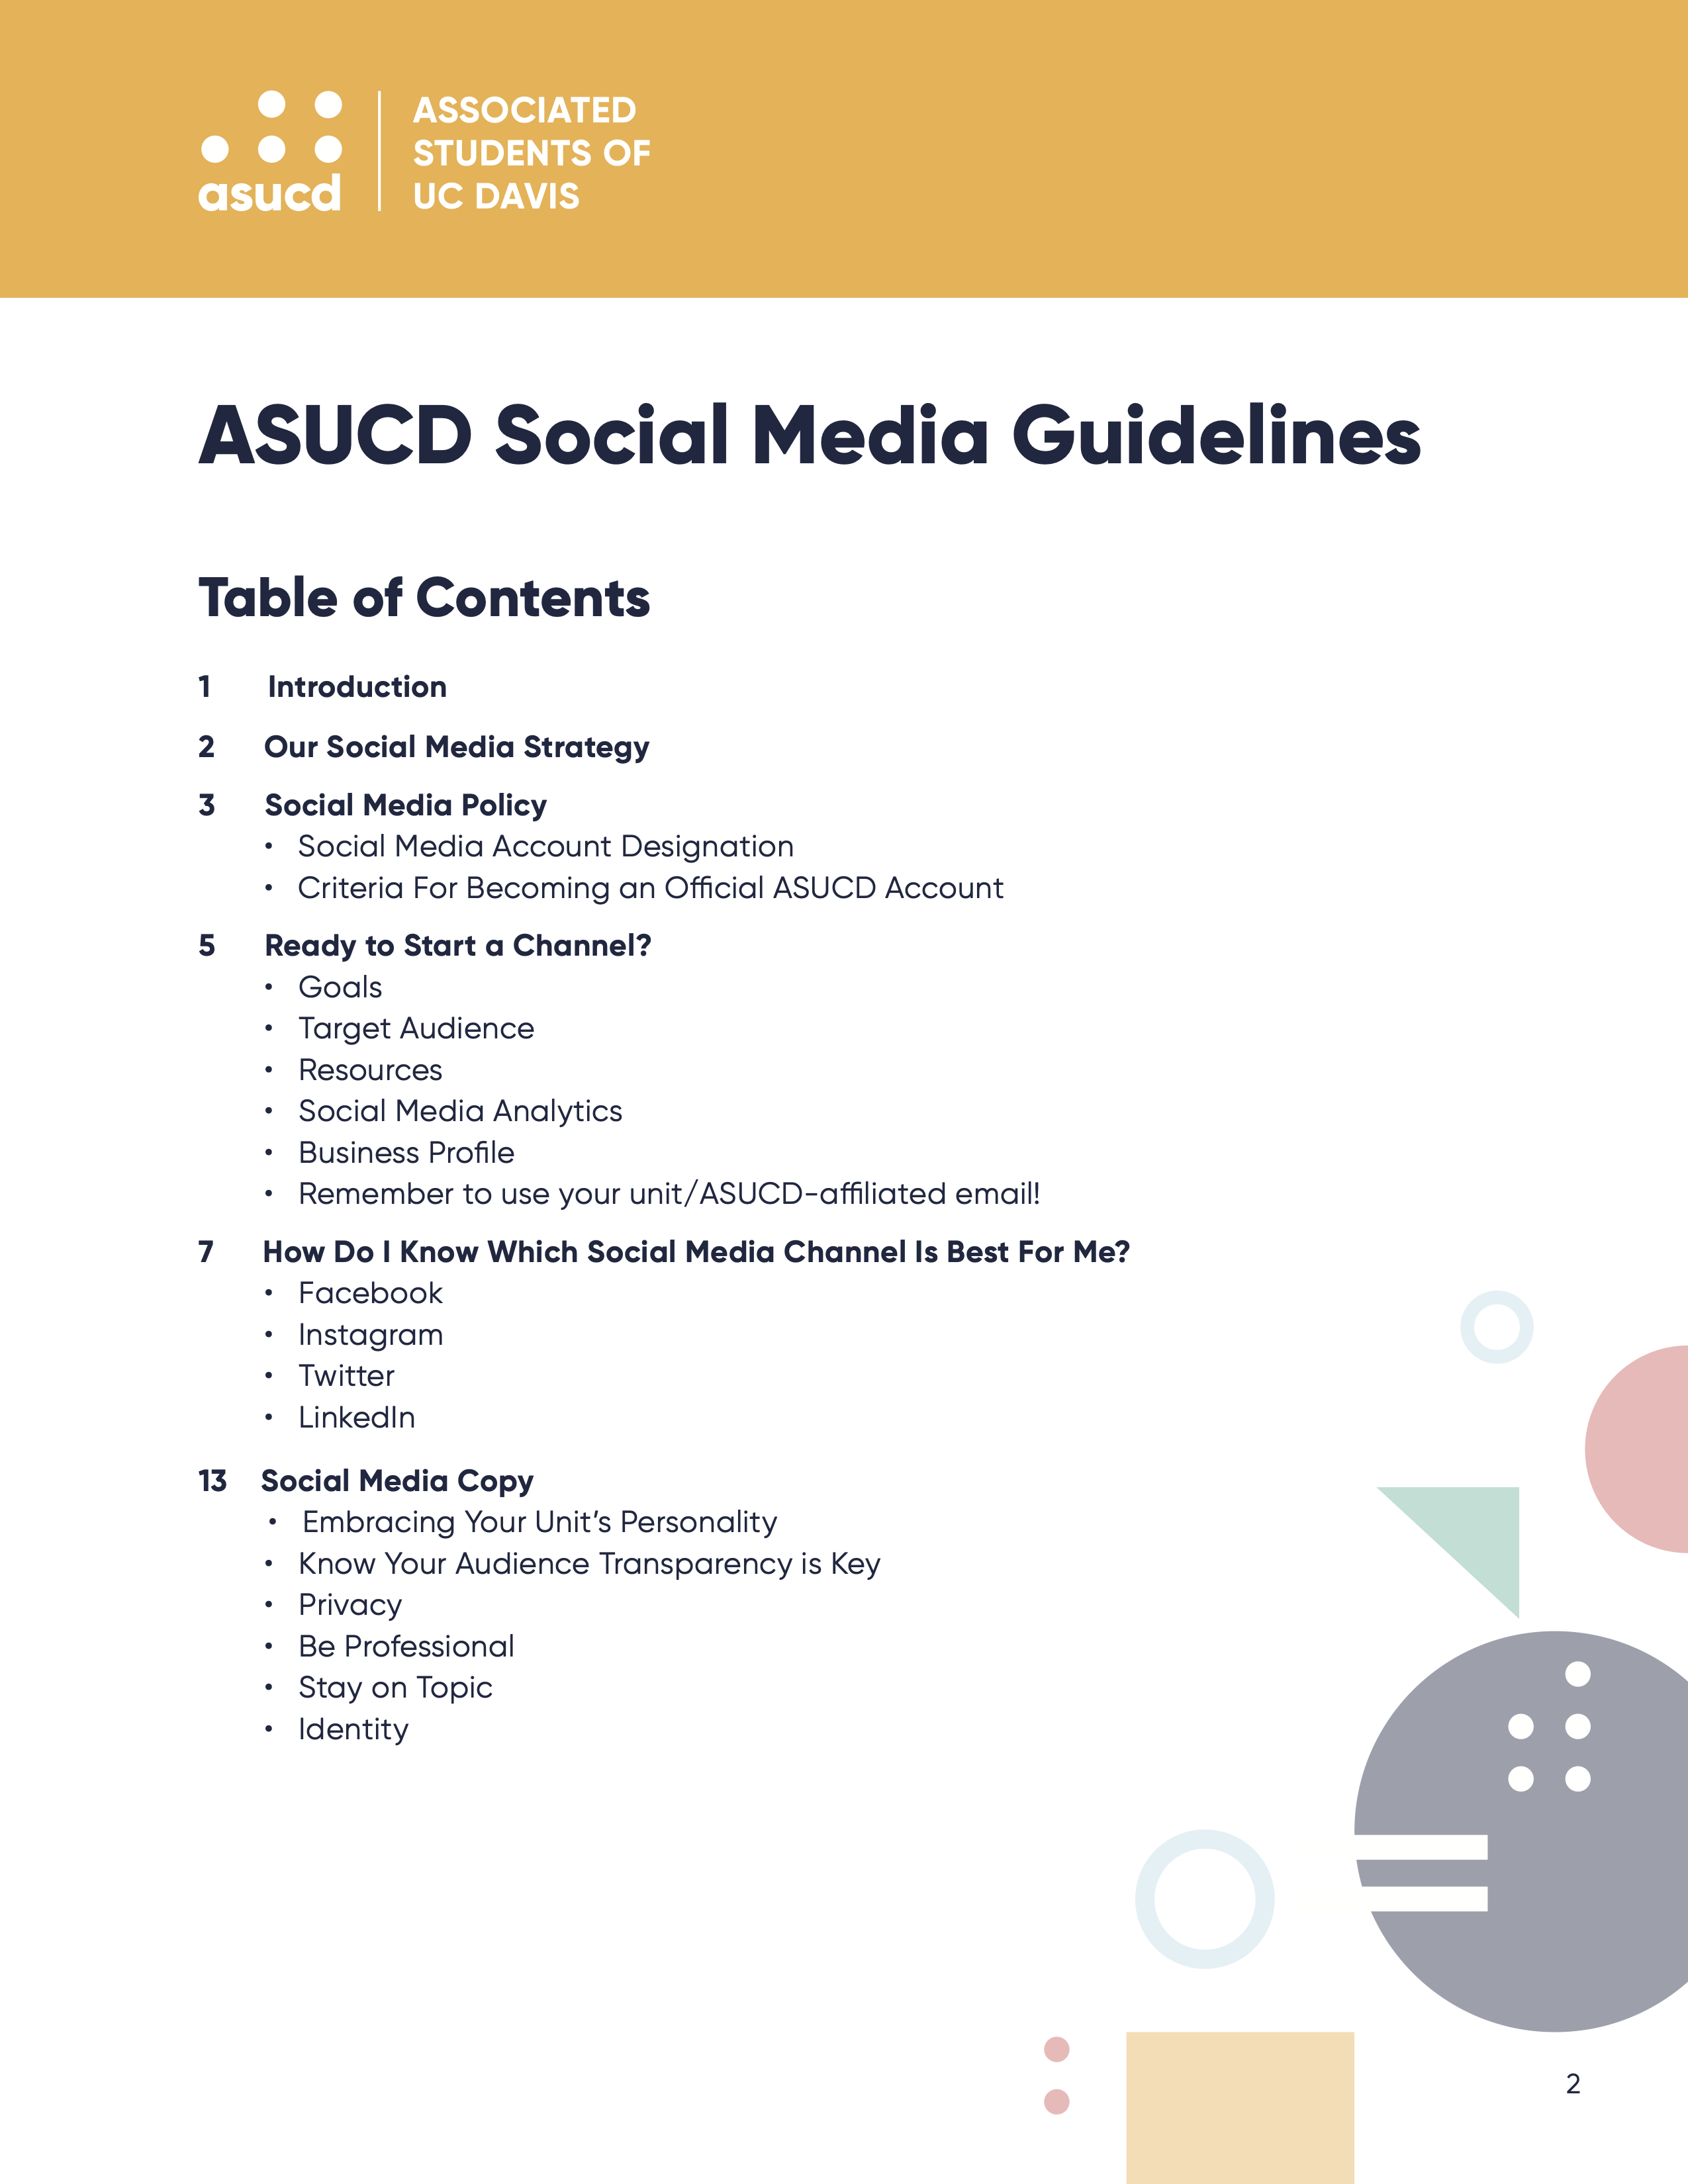 asucd
ASSOCIATED
STUDENTS OF
UC DAVIS
ASUCD Social Media Guidelines
Table of Contents
1 Introduction
2 Our Social Media Strategy
3 Social Media Policy
• Social Media Account Designation
• Criteria For Becoming an Official ASUCD Account
5 Ready to Start a Channel?
• Goals
• Target Audience
• Resources
• Social Media Analytics
• Business Profile
• Remember to use your unit/ASUCD-affiliated email!
7 How Do I Know Which Social Media Channel Is Best For Me?
• Facebook
• Instagram
• Twitter
• LinkedIn
13 Social Media Copy
• Embracing Your Unit’s Personality
• Know Your Audience Transparency is Key
• Privacy
• Be Professional
• Stay on Topic
• Identity
2